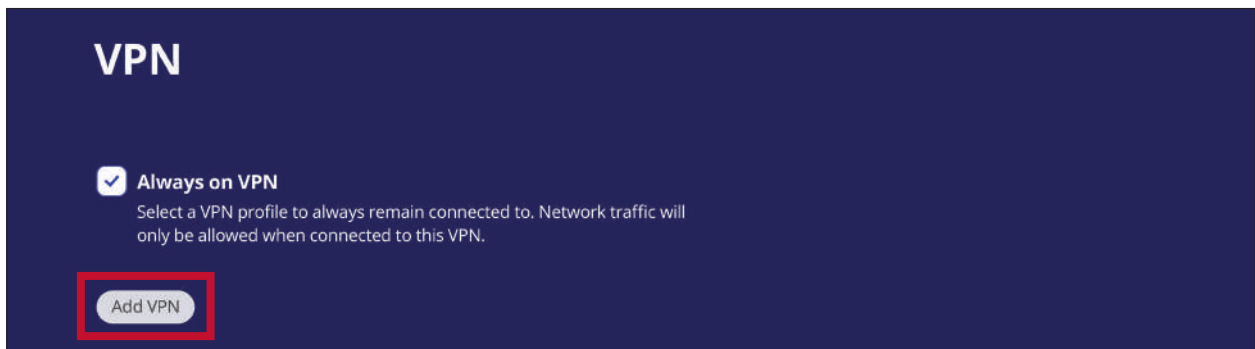 VPN
Always on VPN
Select a VPN profile to always remain connected to. Network traffic will
only be allowed when connected to this VPN.
Add VPN